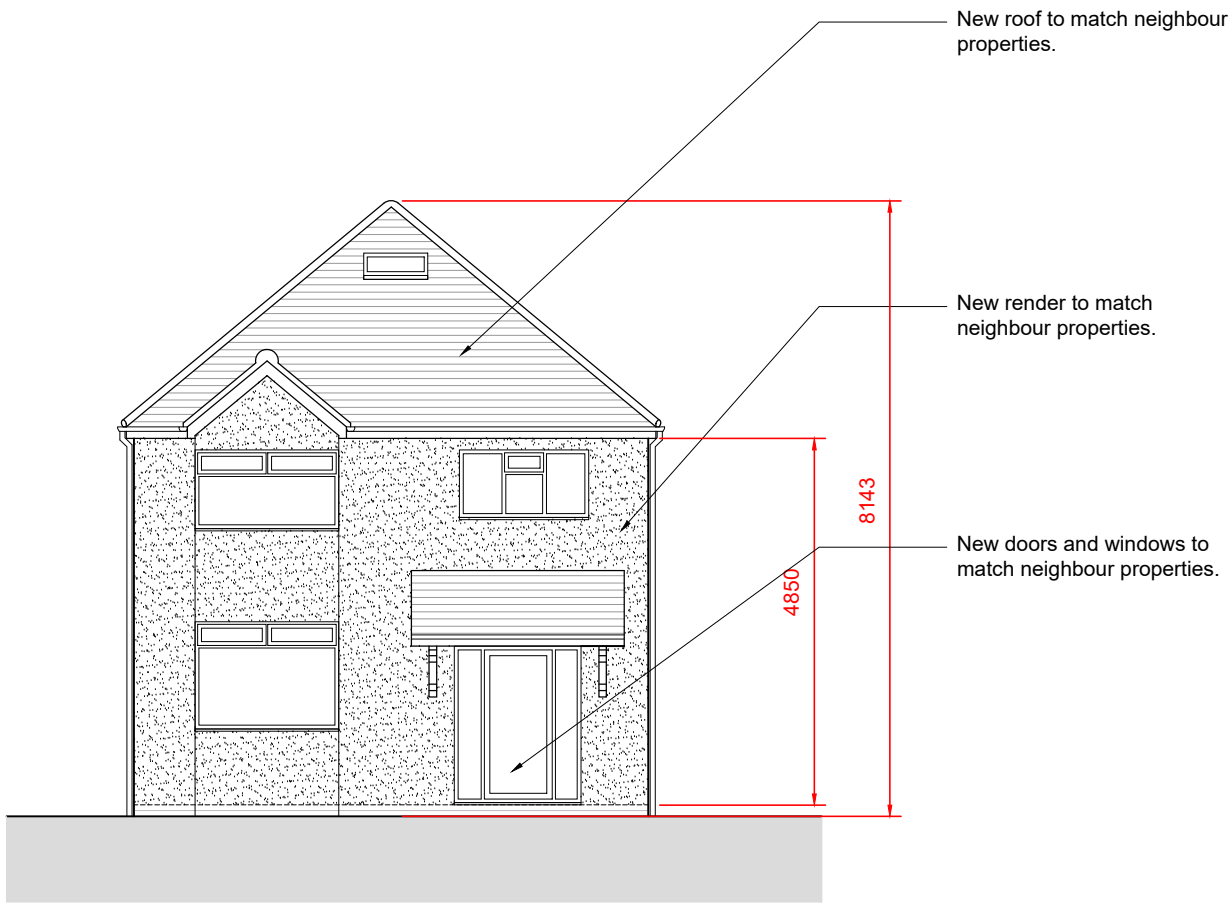 New roof to match neighbour
properties.
New render to match
neighbour properties.
8143
New doors and windows to
match neighbour properties.
4850